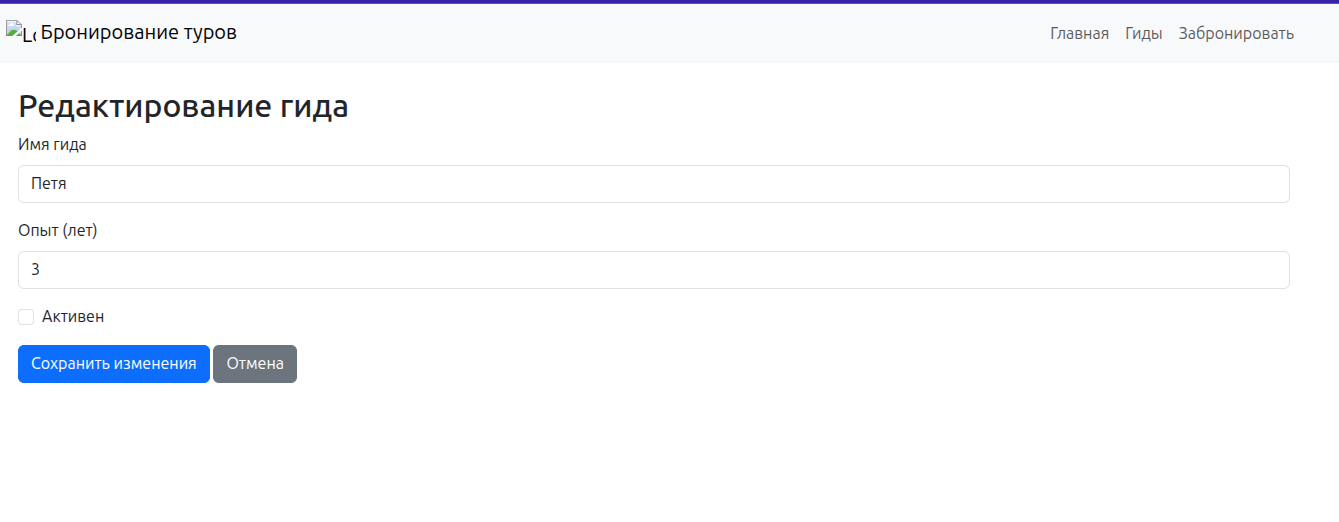 Бронирование туров
Главная Гиды Забронировать
Редактирование гида
Имя гида
Петя
Опыт (лет)
3
Активен
Сохранить изменения Отмена